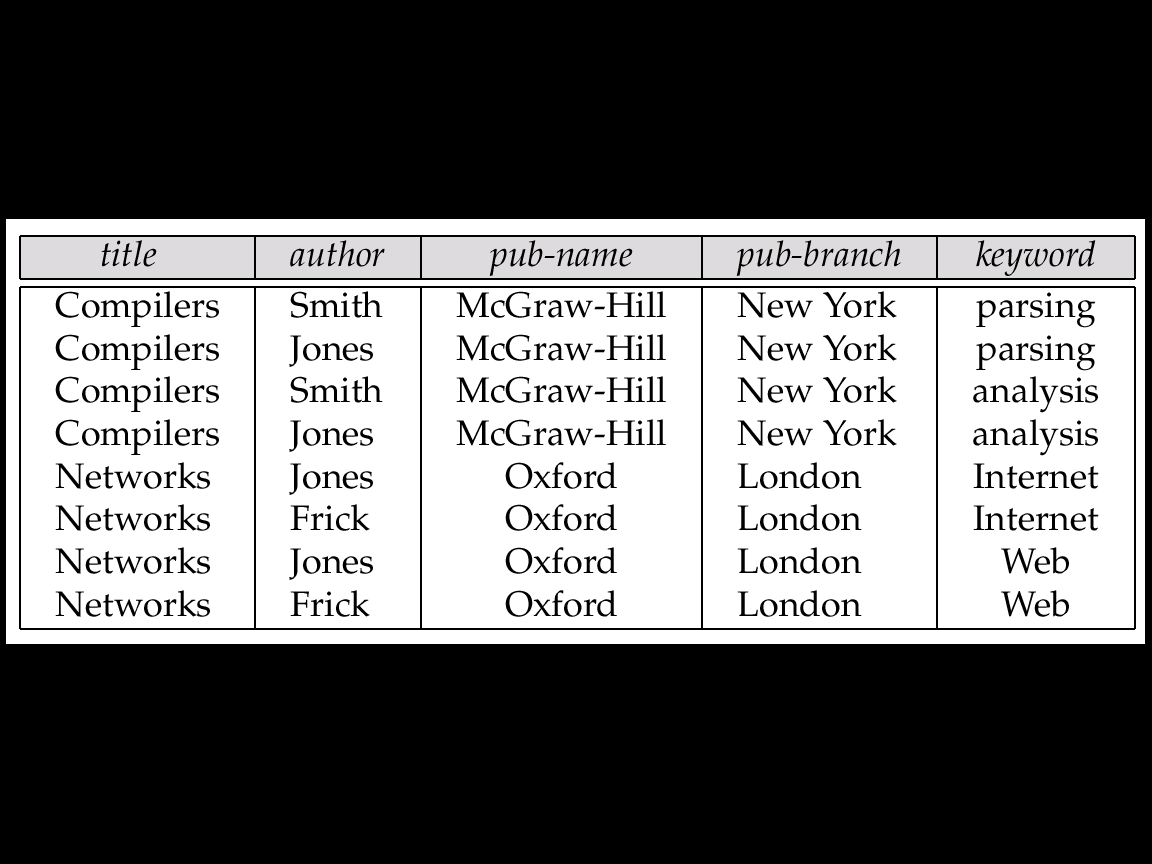 title author pub-name pub-branch keyword
Compilers Smith McGraw-Hill New York parsing
Compilers Jones McGraw-Hill New York parsing
Compilers Smith McGraw-Hill New York analysis
Compilers Jones McGraw-Hill New York analysis
Networks Jones Oxford London Internet
Networks Frick Oxford London Internet
Networks Jones Oxford London Web
Networks Frick Oxford London Web